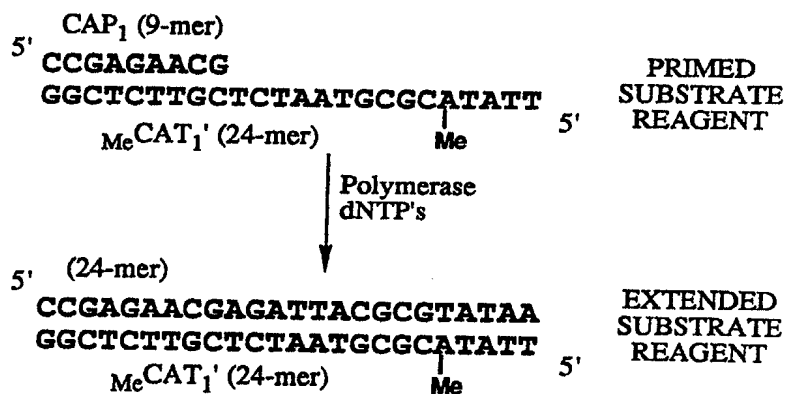 CAP1 (9-mer)
5'
CCGAGAACG
GGCTCTTGCTCTAATGCGCATATT
5'
Me
MeCAT1' (24-mer)
PRIMED
SUBSTRATE
REAGENT
Polymerase
dNTP's
5'
(24-mer)
CCGAGAACGAGATTACGCGTATAA
GGCTCTTGCTCTAATGCGCATATT
5'
Me
MeCAT1' (24-mer)
EXTENDED
SUBSTRATE
REAGENT